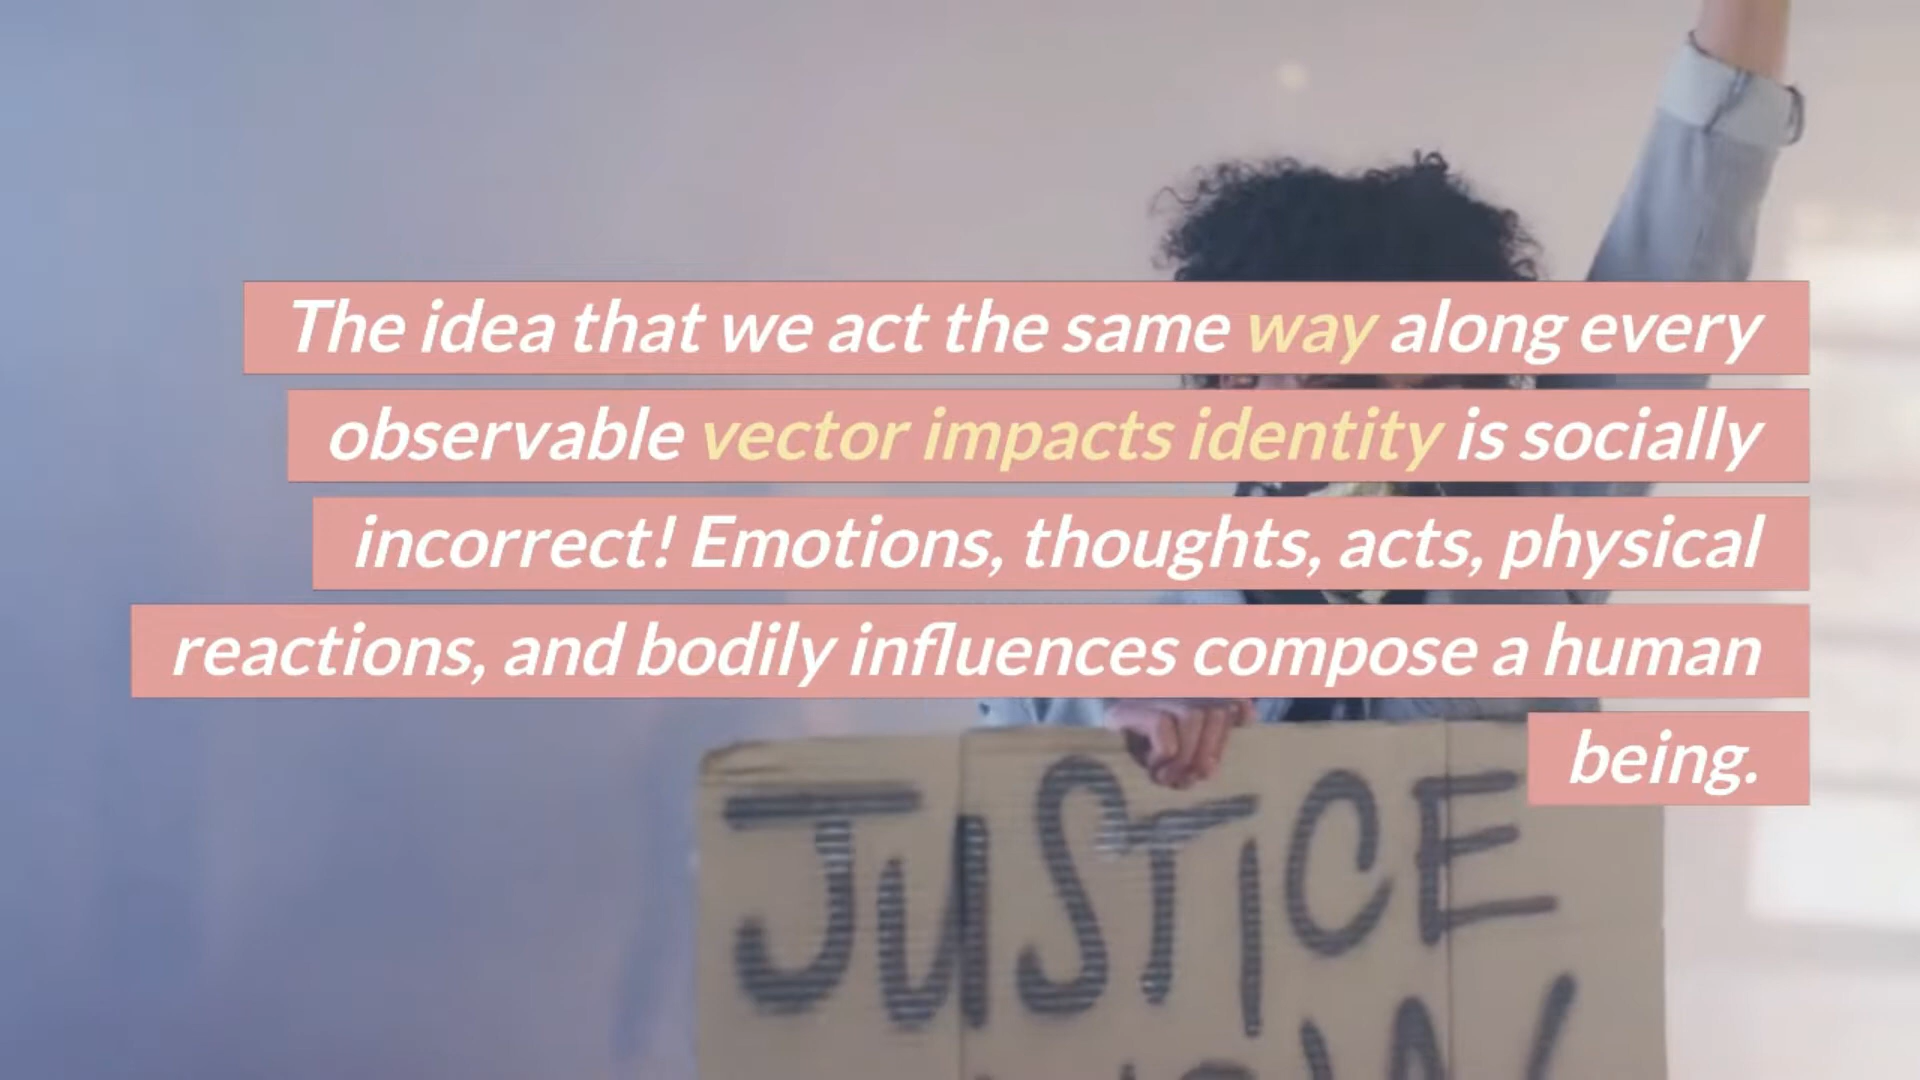 The idea that we act the same way along every
observable vector impacts identity is socially
incorrect! Emotions, thoughts, acts, physical
reactions, and bodily influences compose a human
being.
JUSTICE